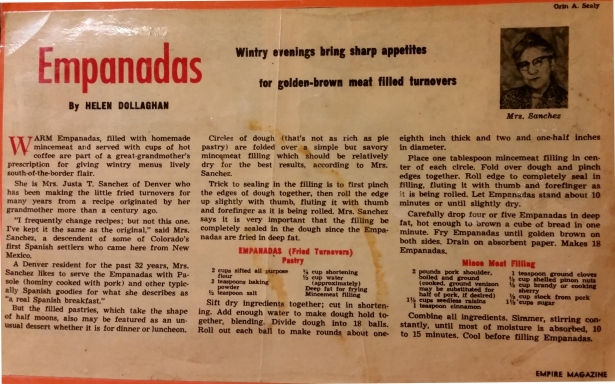 Orin A. Sealy
Empanadas
By HELEN DOLLAGHAN
Wintry evenings bring sharp appetites
for golden-brown meat filled turnovers
Mrs. Sanchez
WARM Empanadas, filled with homemade
mincemeat and served with cups of hot
coffee are part of a great-grandmother's
prescription for giving wintry menus lively
south-of-the-border flair.
She is Mrs. Justa T. Sanchez of Denver who
has been making the little fried turnovers for
many years from a recipe originated by her
grandmother more than a century ago.
"I frequently change recipes; but not this one.
I've kept it the same as the original," said Mrs.
Sanchez, a descendent of some of Colorado's
first Spanish settlers who came here from New
Mexico.
A Denver resident for the past 32 years, Mrs.
Sanchez likes to serve the Empanadas with Pa-
sole (hominy cooked with pork) and other typic-
ally Spanish goodies for what she describes as
"a real Spanish breakfast."
But the filled pastries, which take the shape
of half moons, also may be featured as an un-
usual dessert whether it is for dinner or luncheon.
Circles of dough (that's not as rich as pie
pastry) are folded over a simple but savory
mincemeat filling which should be relatively
dry for the best results, according to Mrs.
Sanchez.
Trick to sealing in the filling is to first pinch
the edges of dough together, then roll the edge
up slightly with thumb, fluting it with thumb
and forefinger as it is being rolled. Mrs. Sanchez
says it is very important that the filling be
completely sealed in the dough since the Empa-
nadas are fried in deep fat.
EMPANADAS (Fried Turnovers)
Pastry
2 cups sifted all purpose
flour
2 teaspoons baking
powder
teaspoon salt
cup shortening
cup water
(approximately)
Deep fat for frying
Mincemeat filling
Sift dry ingredients together; cut in shorten-
ing. Add enough water to make dough hold to-
gether, blending. Divide dough into 18 balls.
Roll out each ball to make rounds about one-
eighth inch thick and two and one-half inches
in diameter.
Place one tablespoon mincemeat filling in cen-
ter of each circle. Fold over dough and pinch
edges together. Roll edge to completely seal in
filling, fluting it with thumb and forefinger as
it is being rolled. Let Empanadas stand about 10
minutes or until slightly dry.
Carefully drop four or five Empanadas in deep
fat, hot enough to brown a cube of bread in one
minute. Fry Empanadas until golden brown on
both sides. Drain on absorbent paper. Makes 18
Empanadas.
Mince Meat Filling
2 pounds pork shoulder,
boiled and ground
(cooked, ground venison
may be substituted for
half of pork, if desired)
1½ cups seedless raisins
1 teaspoon cinnamon
1 teaspoon ground cloves
cup shelled pinon nuts
cup brandy or cooking
sherry
cup stock from pork
1½ cups sugar
Combine all ingredients. Simmer, stirring con-
stantly, until most of moisture is absorbed, 10
to 15 minutes. Cool before filling Empanadas.
EMPIRE MAGAZINE